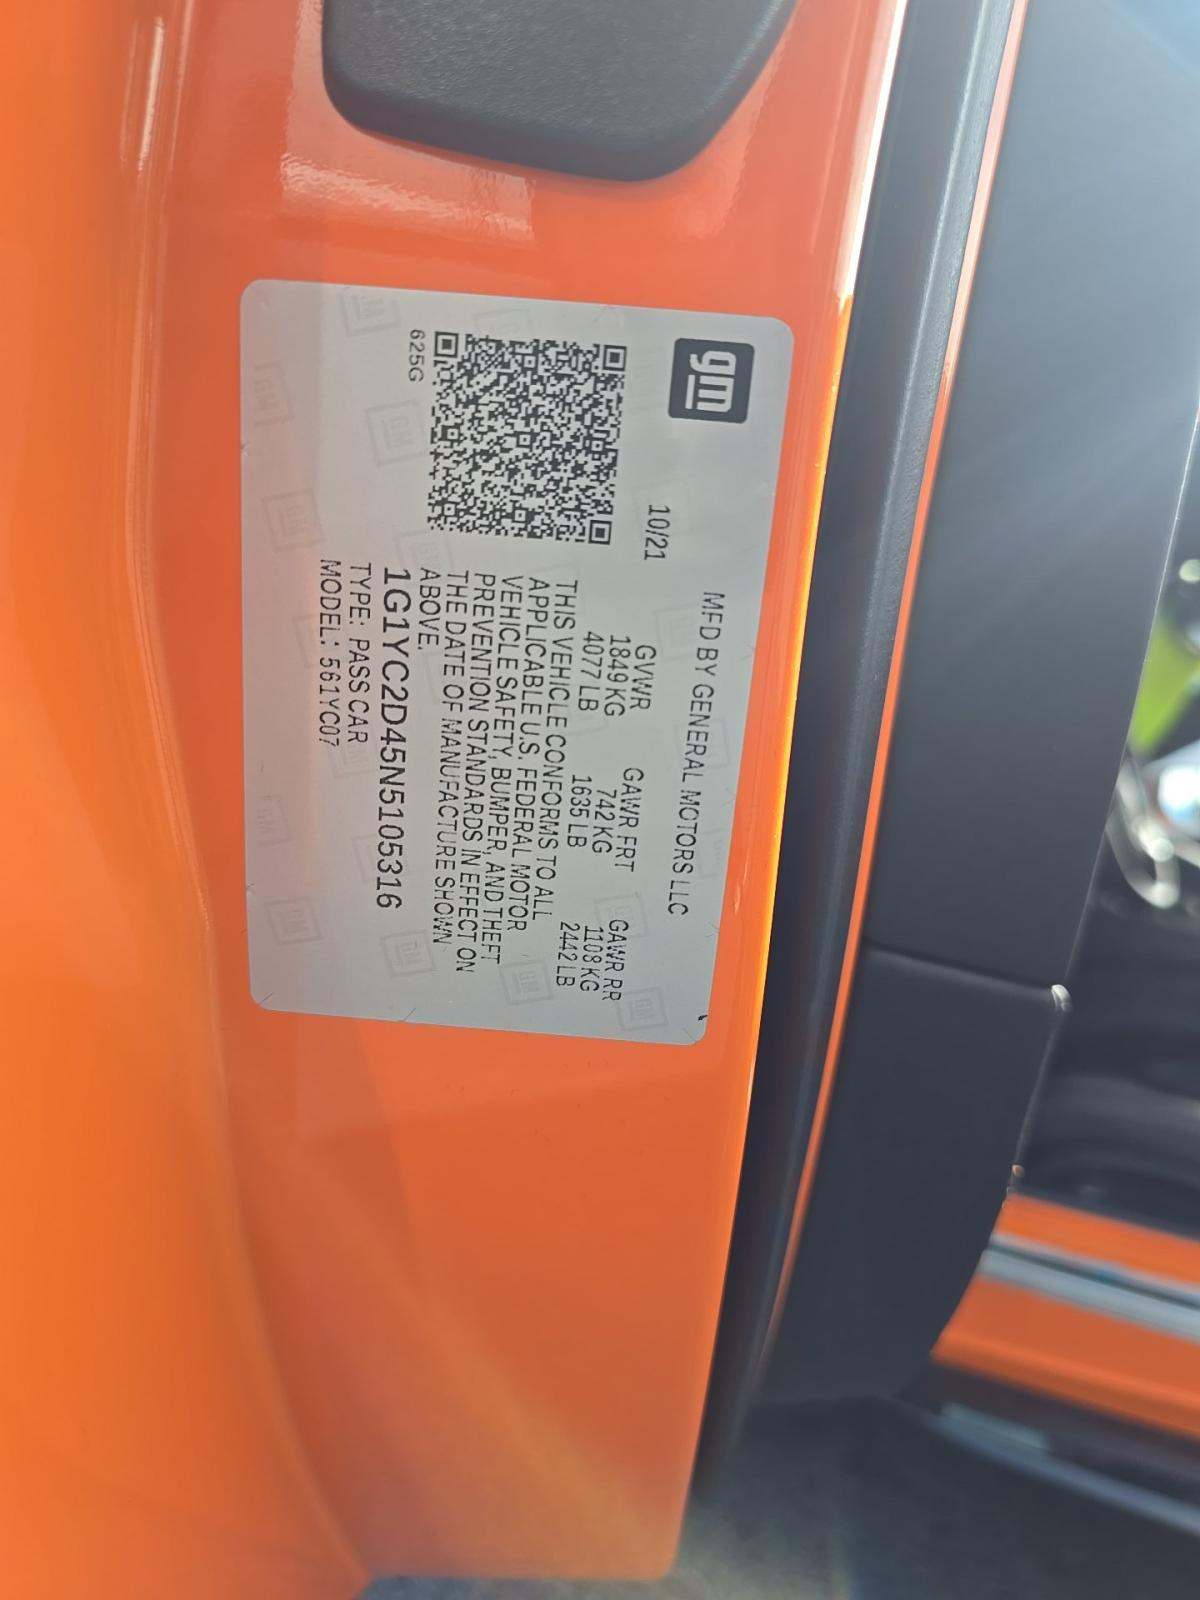 gm
MFD BY GENERAL MOTORS LLC
10/21
GVWR GAWR FRT GAWR RR
1849 KG 742 KG 1108 KG
4077 LB 1635 LB 2442 LB
THIS VEHICLE CONFORMS TO ALL
APPLICABLE U.S. FEDERAL MOTOR
VEHICLE SAFETY, BUMPER, AND THEFT
PREVENTION STANDARDS IN EFFECT ON
THE DATE OF MANUFACTURE SHOWN
ABOVE.
625G
1G1YC2D45N5105316
TYPE: PASS CAR
MODEL: 561YC07